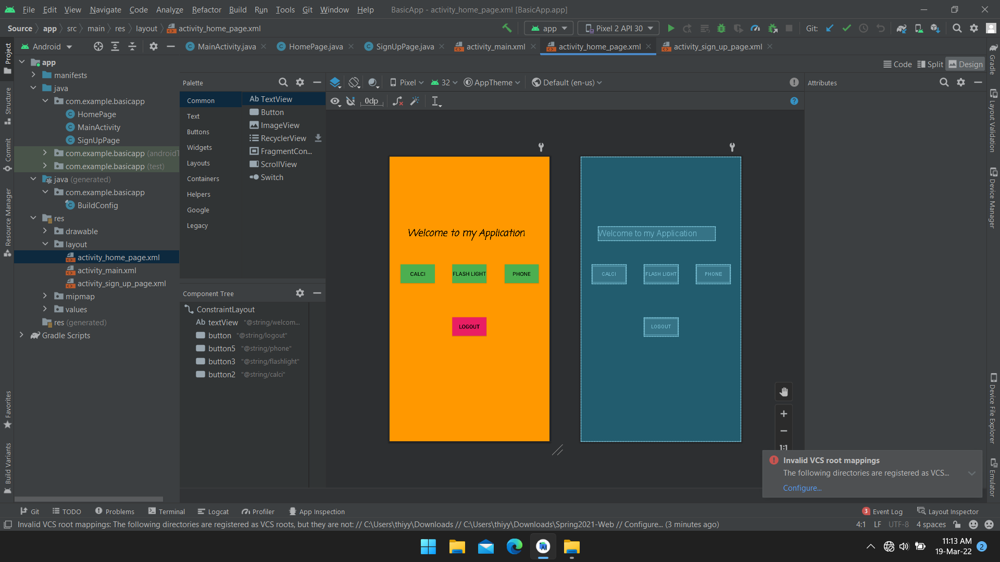 File Edit View Navigate Code Analyze Refactor Build Run Tools Git Window Help BasicApp - activity_home_page.xml [BasicApp.app]
Source app src main res layout activity_home_page.xml app Pixel 2 API 30 Git:
Project Android MainActivity.java HomePage.java SignUpPage.java activity_main.xml activity_home_page.xml activity_sign_up_page.xml
app
manifests
java
com.example.basicapp
HomePage
MainActivity
SignUpPage
com.example.basicapp (androidT
com.example.basicapp (test)
java (generated)
com.example.basicapp
BuildConfig
res
drawable
layout
activity_home_page.xml
activity_main.xml
activity_sign_up_page.xml
mipmap
values
res (generated)
Gradle Scripts
Structure
Commit
Resource Manager
Favorites
Build Variants
Code Split Design
Palette
Common
Text
Buttons
Widgets
Layouts
Containers
Helpers
Google
Legacy
Ab TextView
Button
ImageView
RecyclerView
FragmentCon...
ScrollView
Switch
Component Tree
ConstraintLayout
Ab textView "@string/welcom...
button "@string/logout"
button5 "@string/phone"
button3 "@string/flashlight"
button2 "@string/calci"
Pixel 32 AppTheme Default (en-us)
0dp
Welcome to my Application
CALCI FLASH LIGHT PHONE
LOGOUT
Welcome to my Application
CALCI FLASH LIGHT PHONE
LOGOUT
1:1
Attributes
Gradle
Layout Validation
Device Manager
Device File Explorer
Emulator
Invalid VCS root mappings
The following directories are registered as VCS...
Configure...
Git TODO Problems Terminal Logcat Profiler App Inspection 3 Event Log Layout Inspector
Invalid VCS root mappings: The following directories are registered as VCS roots, but they are not: // C:\Users\thiyy\Downloads // C:\Users\thiyy\Downloads\Spring2021-Web // Configure... (3 minutes ago) 4:1 LF UTF-8 4 spaces
11:13 AM
19-Mar-22 2